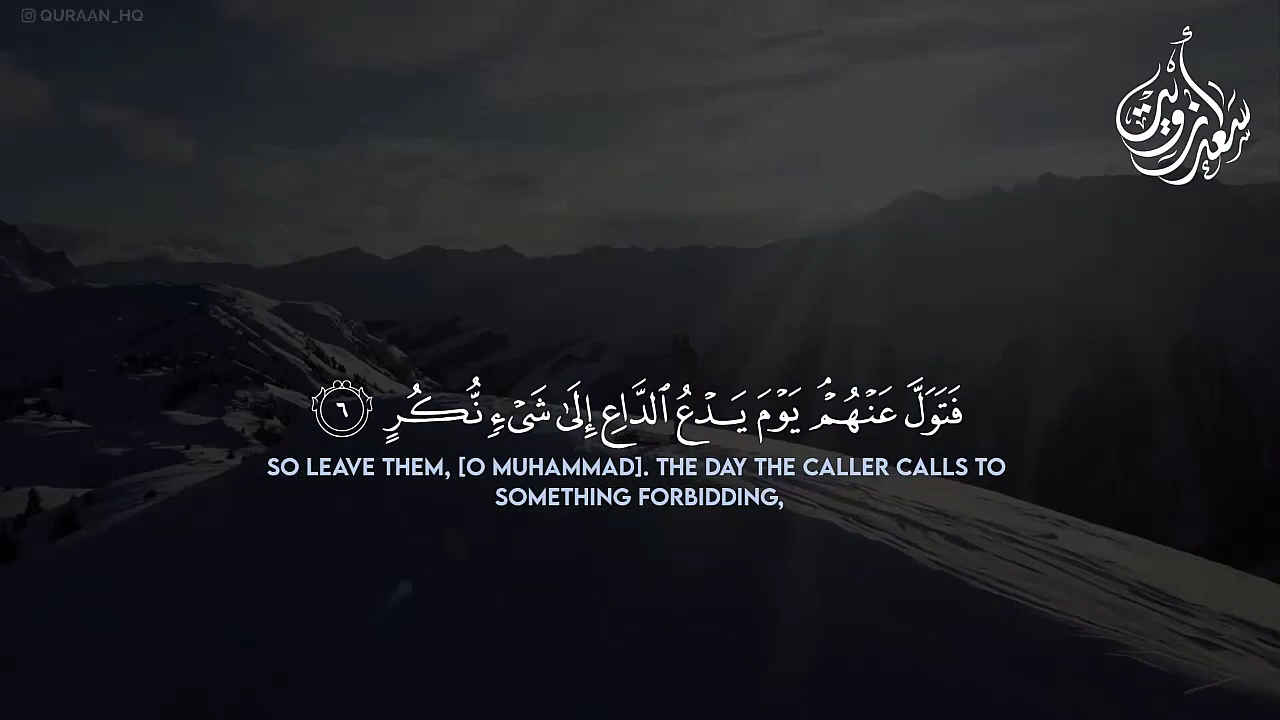 QURAAN_HQ
فَتَوَلَّ عَنْهُمْ ۘ يَوْمَ يَدْعُ ٱلدَّاعِ إِلَىٰ شَىْءٍ نُّكُرٍ ٦
SO LEAVE THEM, [O MUHAMMAD]. THE DAY THE CALLER CALLS TO
SOMETHING FORBIDDING,